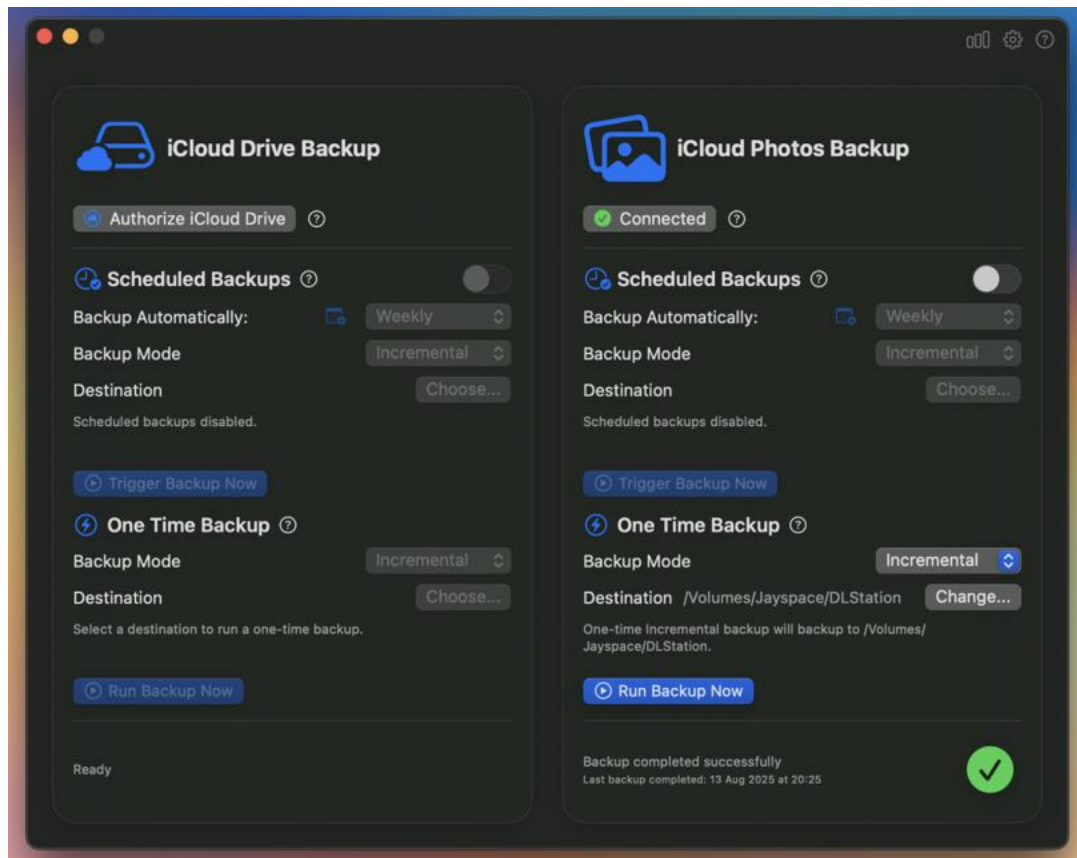 iCloud Drive Backup
Authorize iCloud Drive
Scheduled Backups
Backup Automatically: Weekly
Backup Mode Incremental
Destination Choose...
Scheduled backups disabled.
Trigger Backup Now
One Time Backup
Backup Mode Incremental
Destination Choose...
Select a destination to run a one-time backup.
Run Backup Now
Ready
iCloud Photos Backup
Connected
Scheduled Backups
Backup Automatically: Weekly
Backup Mode Incremental
Destination Choose...
Scheduled backups disabled.
Trigger Backup Now
One Time Backup
Backup Mode Incremental
Destination /Volumes/Jayspace/DLStation Change...
One-time Incremental backup will backup to /Volumes/
Jayspace/DLStation.
Run Backup Now
Backup completed successfully
Last backup completed: 13 Aug 2025 at 20:25